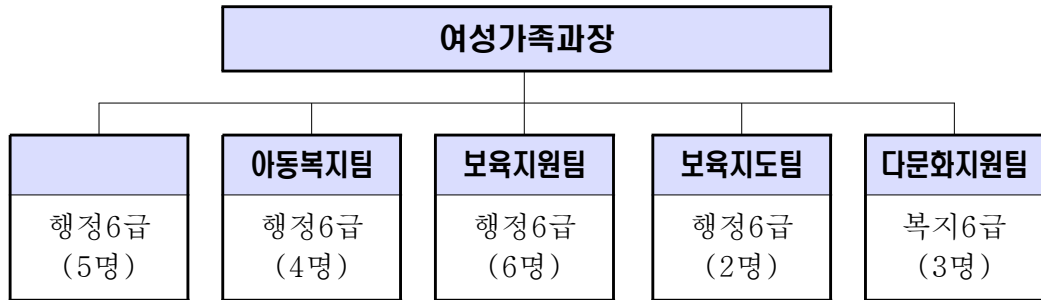 여성가족과장
아동복지팀
보육지원팀
보육지도팀
다문화지원팀
행정6급
(5명)
행정6급
(4명)
행정6급
(6명)
행정6급
(2명)
복지6급
(3명)